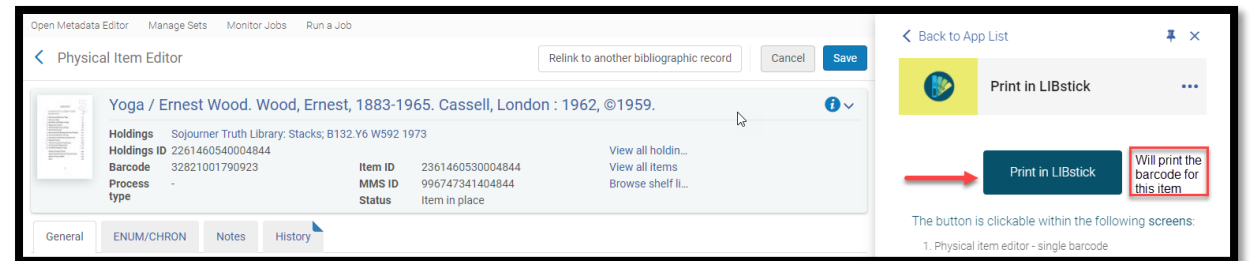 Open Metadata Editor Manage Sets Monitor Jobs Run a Job
Physical Item Editor
Relink to another bibliographic record
Cancel
Save
Yoga / Ernest Wood. Wood, Ernest, 1883-1965. Cassell, London : 1962, ©1959.
Holdings Sojourner Truth Library: Stacks; B132.Y6 W592 1973
Holdings ID 2261460540004844 View all holdin...
Barcode 32821001790923 Item ID 2361460530004844 View all items
Process type - MMS ID 996747341404844 Browse shelf li...
Status Item in place
General ENUM/CHRON Notes History
Back to App List
Print in LIBstick
Print in LIBstick
Will print the
barcode for
this item
The button is clickable within the following screens:
1. Physical item editor - single barcode